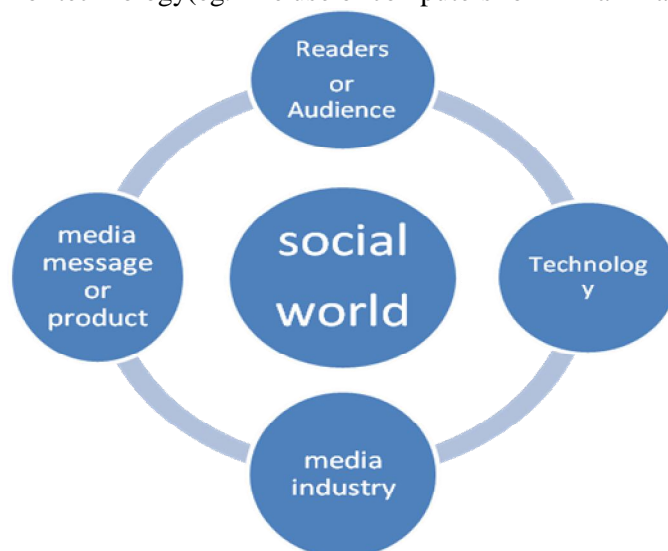 Readers
or
Audience
social
world
media
message
or
product
Technolog
y
media
industry